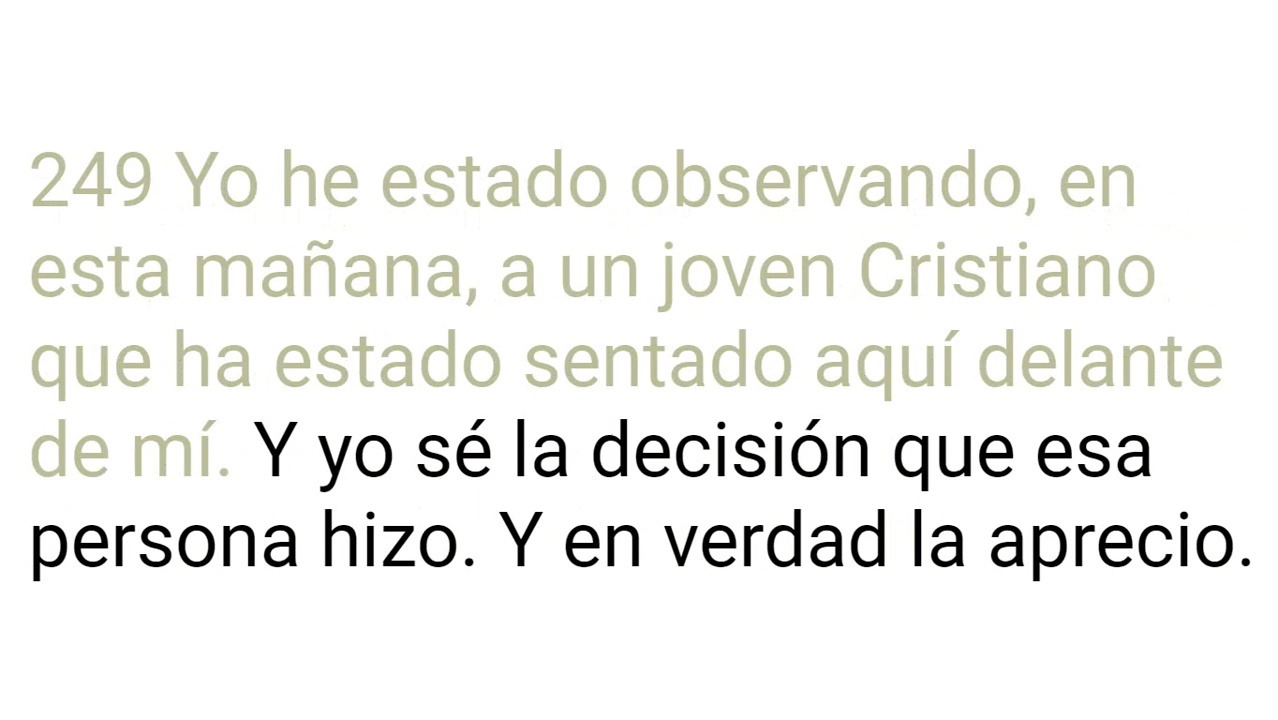 249 Yo he estado observando, en
esta mañana, a un joven Cristiano
que ha estado sentado aquí delante
de mí. Y yo sé la decisión que esa
persona hizo. Y en verdad la aprecio.